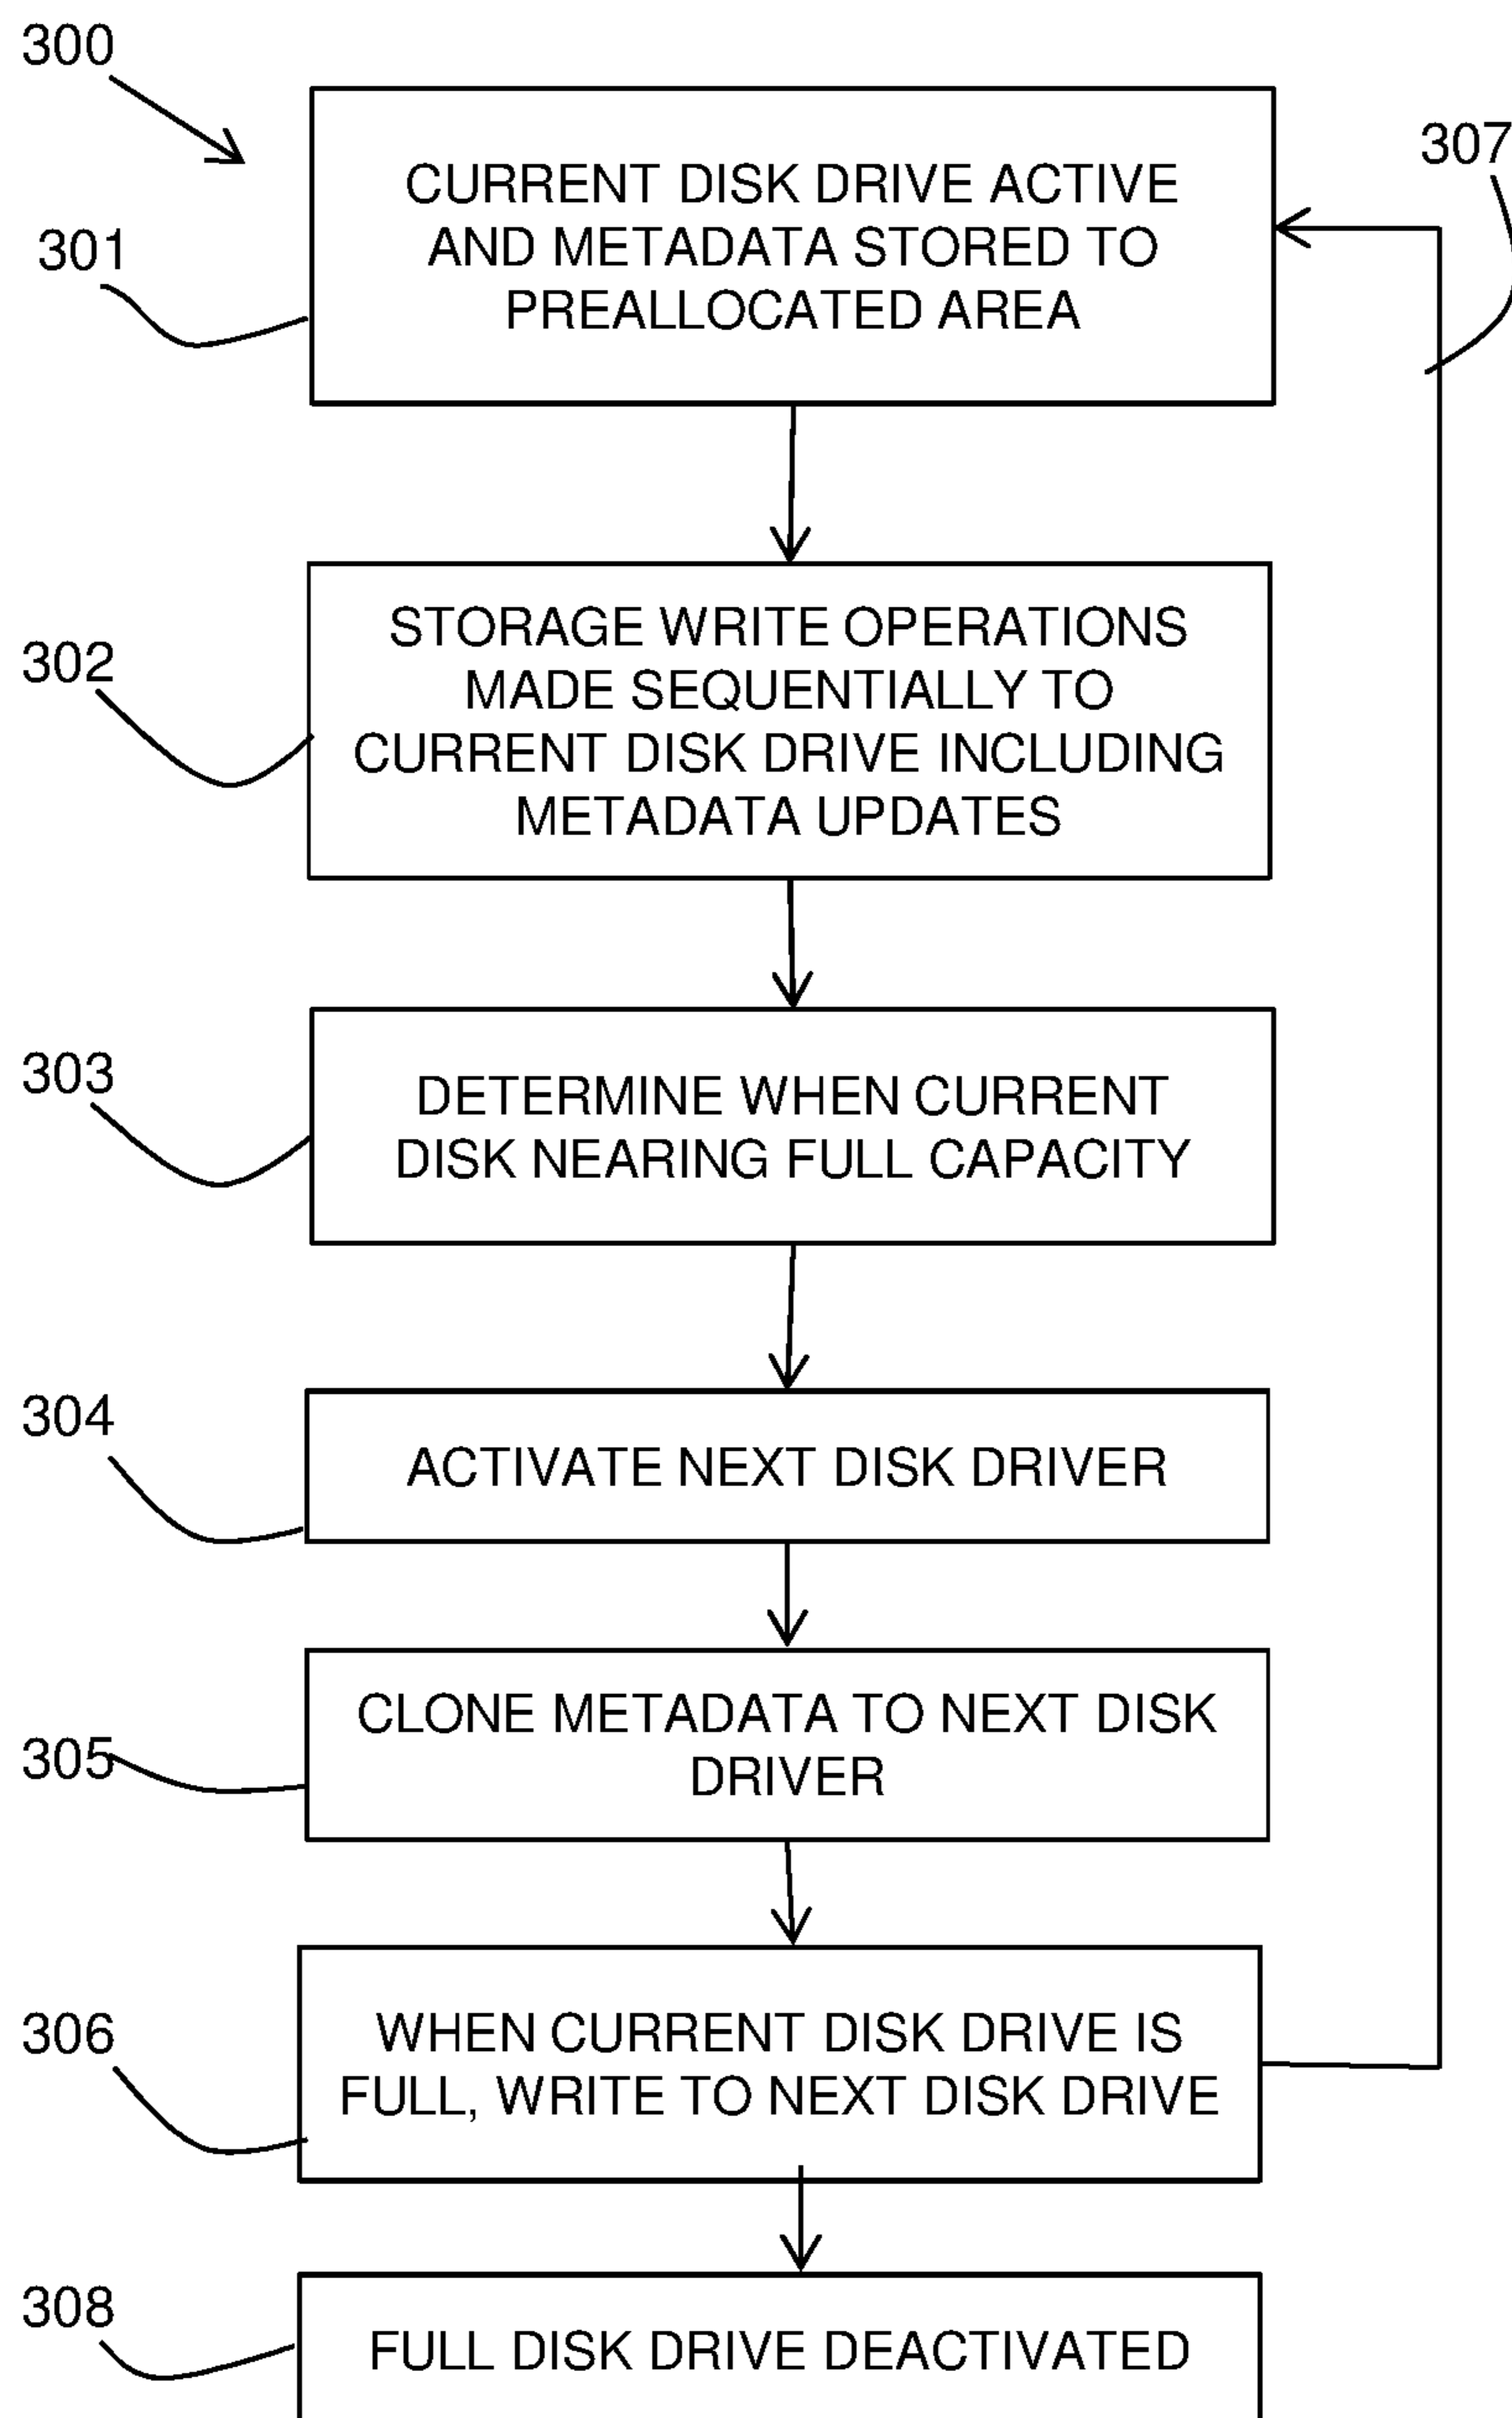 300
CURRENT DISK DRIVE ACTIVE
AND METADATA STORED TO
PREALLOCATED AREA
307
301
STORAGE WRITE OPERATIONS
MADE SEQUENTIALLY TO
CURRENT DISK DRIVE INCLUDING
METADATA UPDATES
302
303
DETERMINE WHEN CURRENT
DISK NEARING FULL CAPACITY
304
ACTIVATE NEXT DISK DRIVER
305
CLONE METADATA TO NEXT DISK
DRIVER
306
WHEN CURRENT DISK DRIVE IS
FULL, WRITE TO NEXT DISK DRIVE
308
FULL DISK DRIVE DEACTIVATED